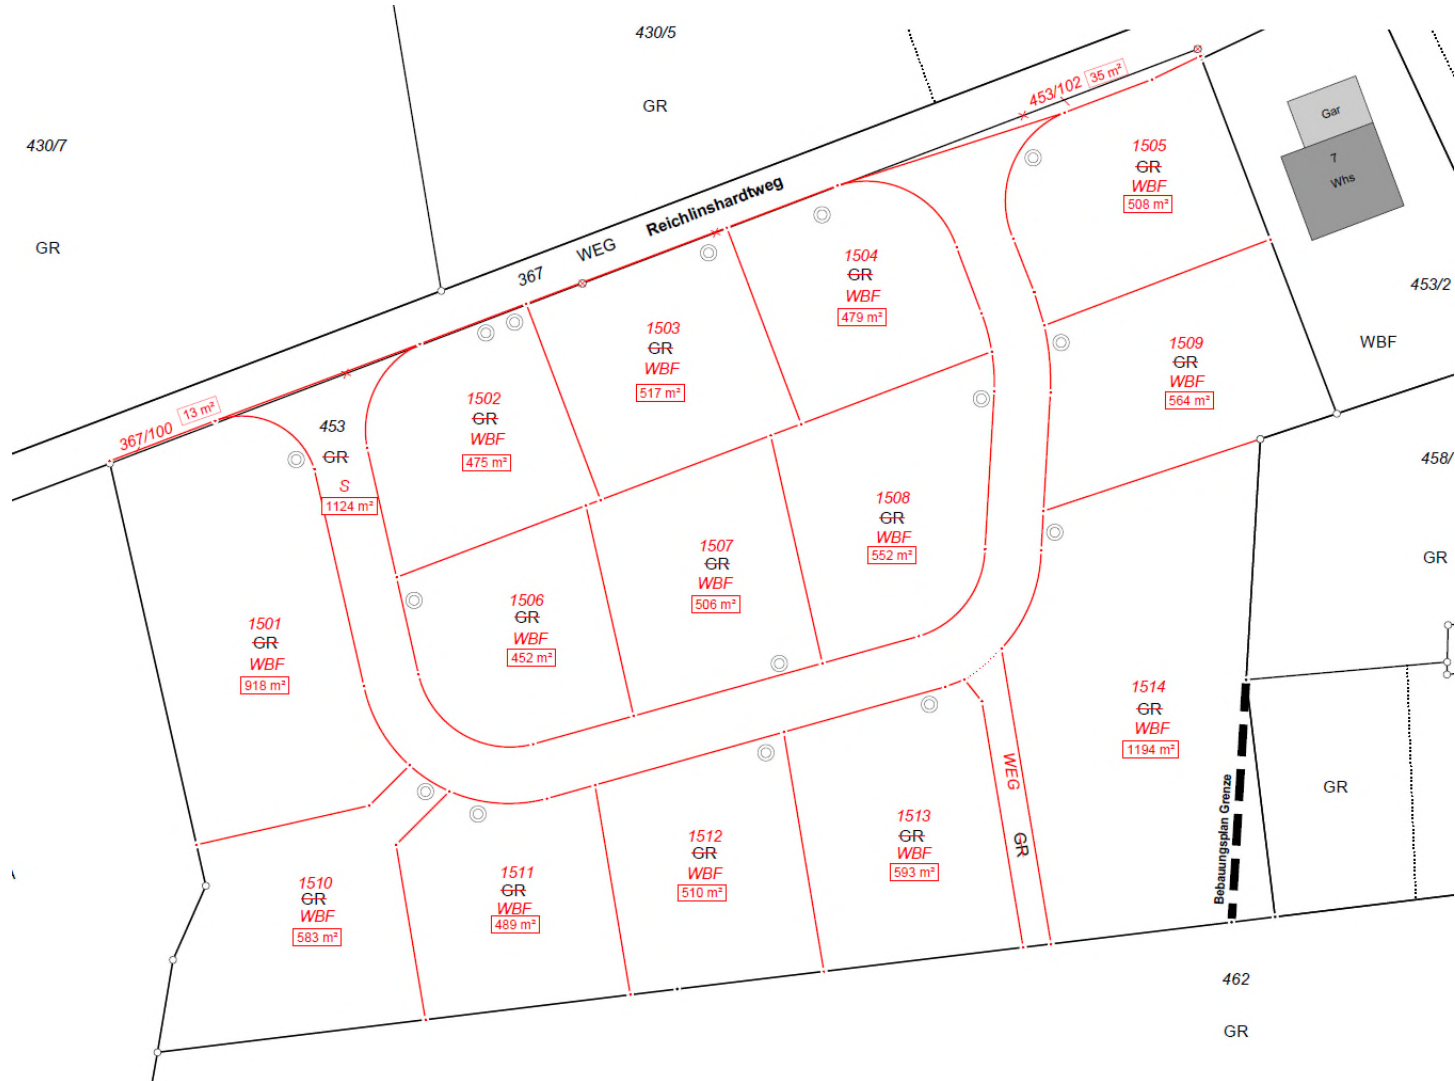 430/5
GR
430/7
GR
453/102
35 m²
Gar
7
Whs
453/2
WBF
Reichlinshardtweg
WEG
367
367/100
13 m²
453
GR
S
1124 m²
1505
GR
WBF
508 m²
1504
GR
WBF
479 m²
1503
GR
WBF
517 m²
1502
GR
WBF
475 m²
1509
GR
WBF
564 m²
458/
GR
1508
GR
WBF
552 m²
1507
GR
WBF
506 m²
1506
GR
WBF
452 m²
1501
GR
WBF
918 m²
1514
GR
WBF
1194 m²
WEG
GR
Bebauungsplan Grenze
GR
1513
GR
WBF
593 m²
1512
GR
WBF
510 m²
1511
GR
WBF
489 m²
1510
GR
WBF
583 m²
462
GR